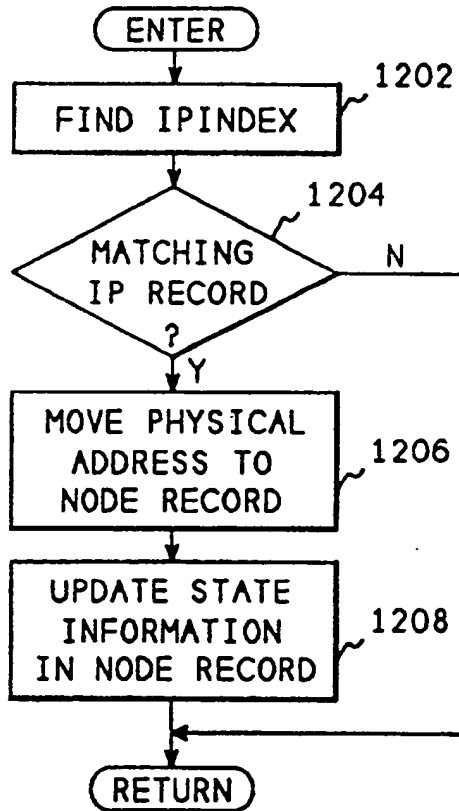 ENTER
1202
FIND IPINDEX
1204
MATCHING
IP RECORD
?
N
Y
MOVE PHYSICAL
ADDRESS TO
NODE RECORD
1206
UPDATE STATE
INFORMATION
IN NODE RECORD
1208
RETURN